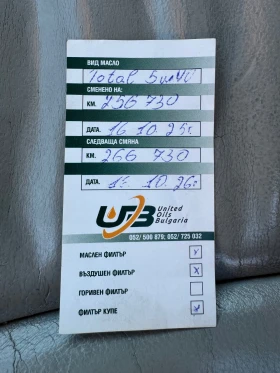 ВИД МАСЛО
Total 5w40
СМЕНЕНО НА:
КМ. 256 730
ДАТА. 16 10. 25г
СЛЕДВАЩА СМЯНА
КМ. 266 730
ДАТА. 10. 26г
UOB United
Oils
Bulgaria
052/ 500 879; 052/ 725 032
МАСЛЕН ФИЛТЪР
ВЪЗДУШЕН ФИЛТЪР X
ГОРИВЕН ФИЛТЪР
ФИЛТЪР КУПЕ